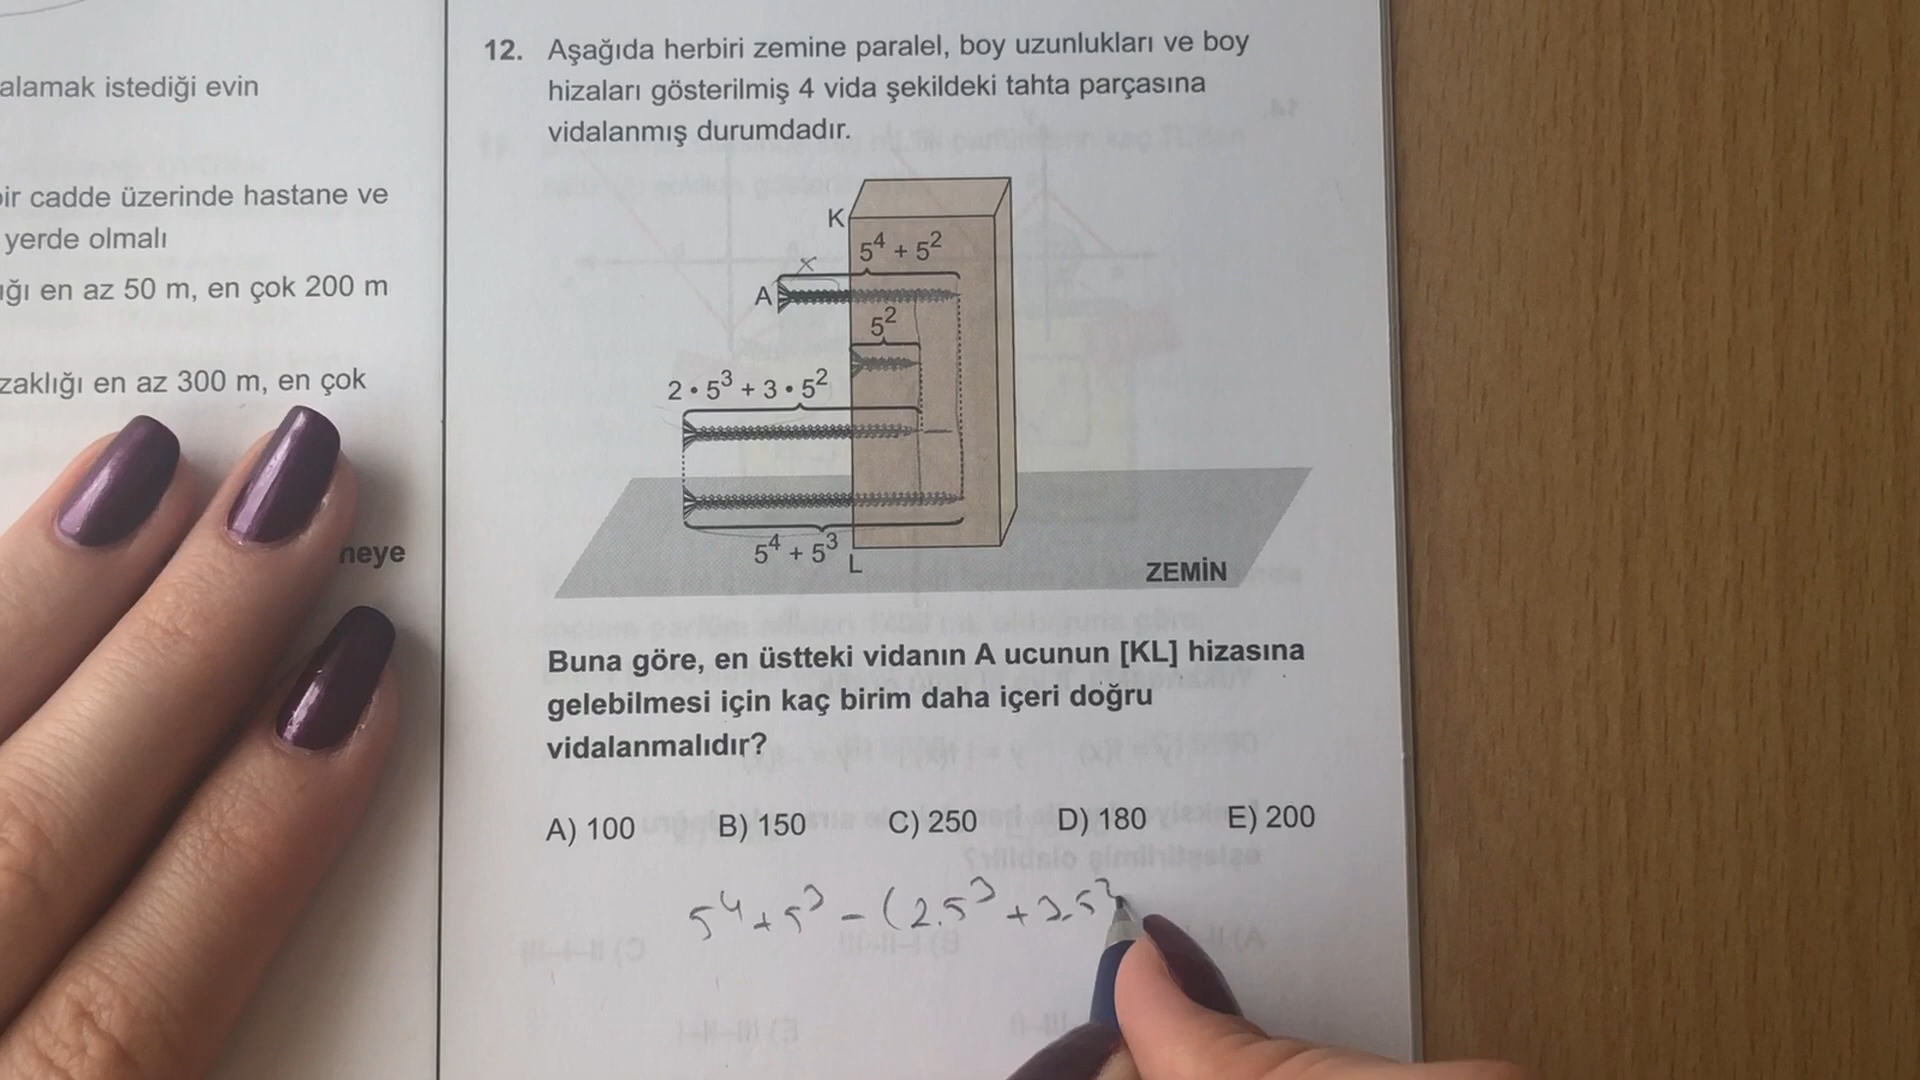 alamak istediği evin
bir cadde üzerinde hastane ve
yerde olmalı
ığı en az 50 m, en çok 200 m
zaklığı en az 300 m, en çok
neye
12. Aşağıda herbiri zemine paralel, boy uzunlukları ve boy
hizaları gösterilmiş 4 vida şekildeki tahta parçasına
vidalanmış durumdadır.
K
5⁴ + 5²
x
A
5²
2 • 5³ + 3 • 5²
5⁴ + 5³
L
ZEMİN
Buna göre, en üstteki vidanın A ucunun [KL] hizasına
gelebilmesi için kaç birim daha içeri doğru
vidalanmalıdır?
A) 100 B) 150 C) 250 D) 180 E) 200
5⁴ + 5³ - (2.5³ + 3.5²